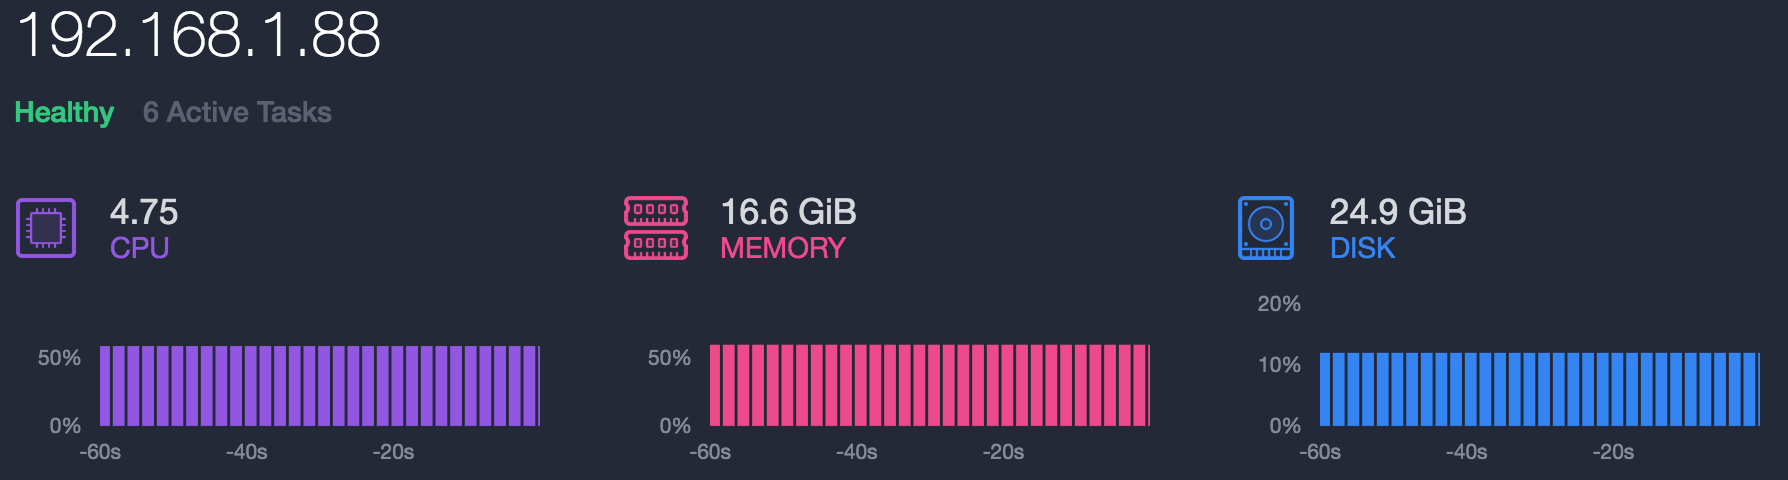 192.168.1.88
Healthy 6 Active Tasks
4.75
CPU
50%
0%
-60s -40s -20s
16.6 GiB
MEMORY
50%
0%
-60s -40s -20s
24.9 GiB
DISK
20%
10%
0%
-60s -40s -20s